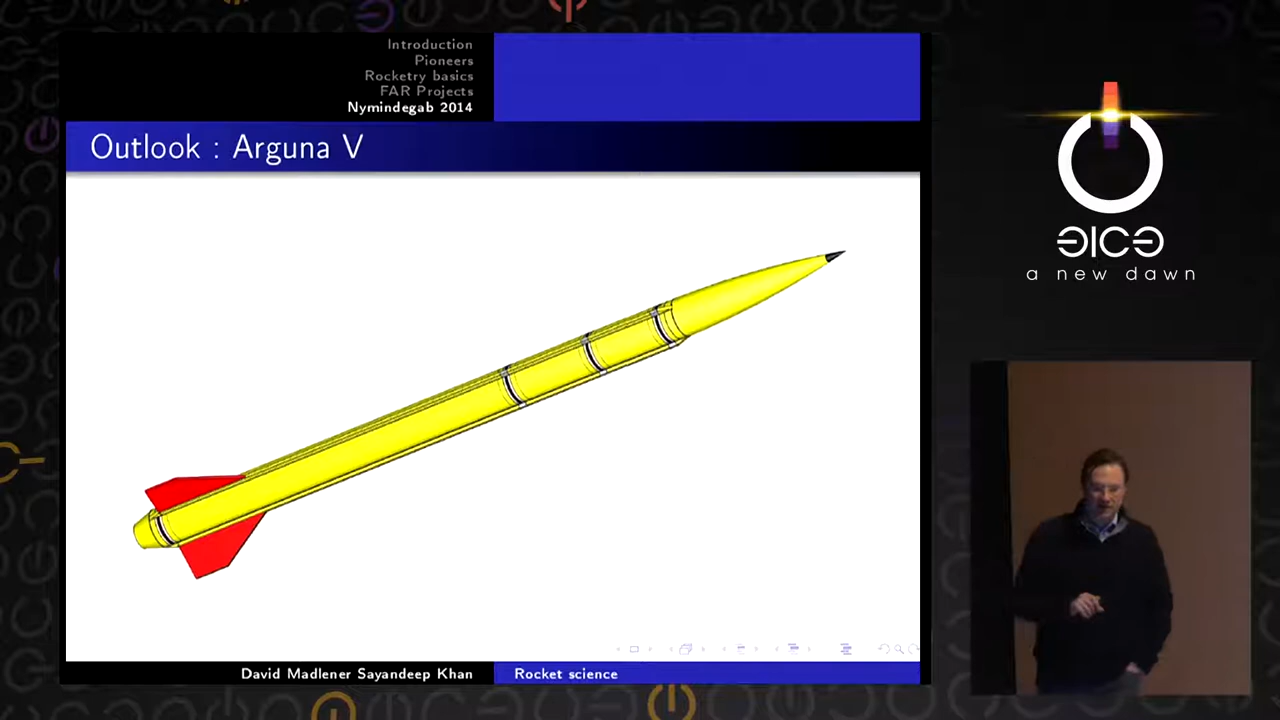 Introduction
Pioneers
Rocketry basics
FAR Projects
Nymindegab 2014
Outlook : Arguna V
David Madlener Sayandeep Khan
Rocket science
a new dawn